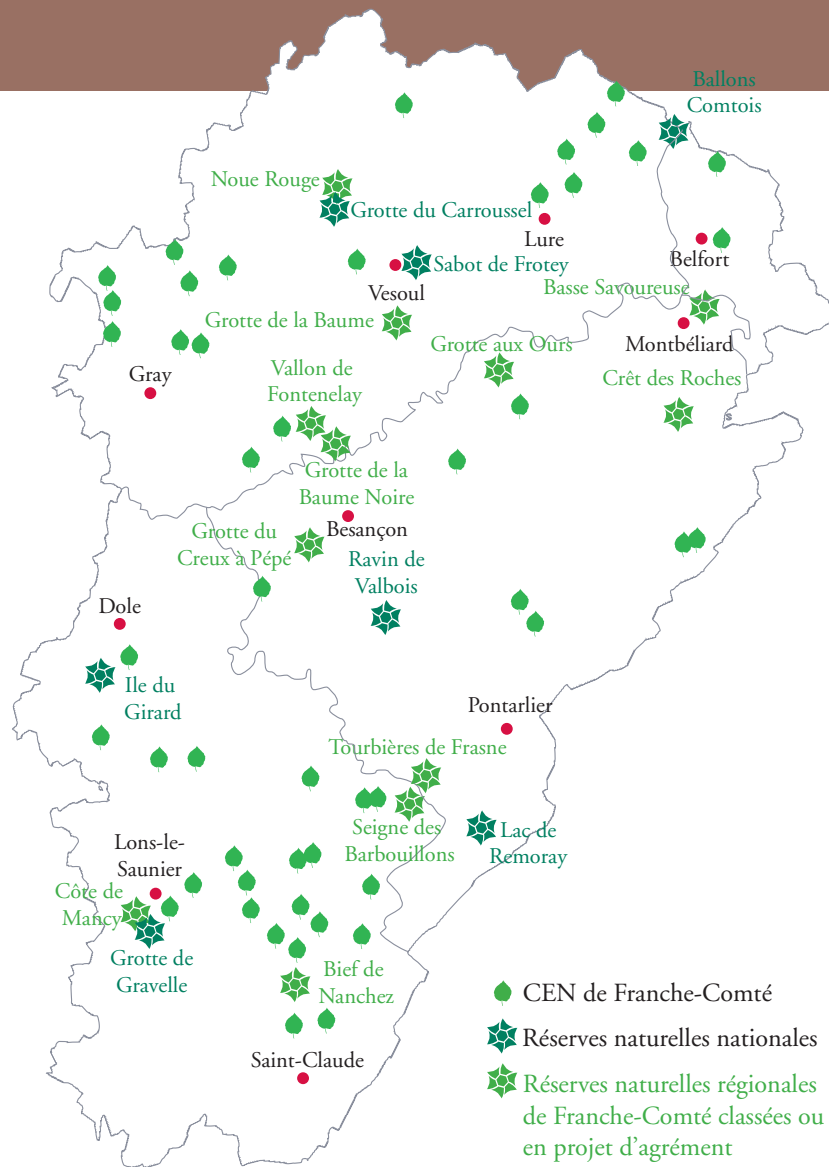 Ballons
Comtois
Noue Rouge
Grotte du Carroussel
Lure
Belfort
Sabot de Frotey
Vesoul
Basse Savoureuse
Grotte de la Baume
Montbéliard
Grotte aux Ours
Gray
Vallon de
Fontenelay
Crêt des Roches
s
Grotte de la
Baume Noire
Besançon
Grotte du
Creux à Pépé
Ravin de
Valbois
Dole
Ile du
Girard
Pontarlier
Tourbières de Frasne
Seigne des
Barbouillons
Lac de
Remoray
Lons-le-
Saunier
Côte de
Mancy
Grotte de
Gravelle
Bief de
Nanchez
Saint-Claude
CEN de Franche-Comté
Réserves naturelles nationales
Réserves naturelles régionales
de Franche-Comté classées ou
en projet d'agrément